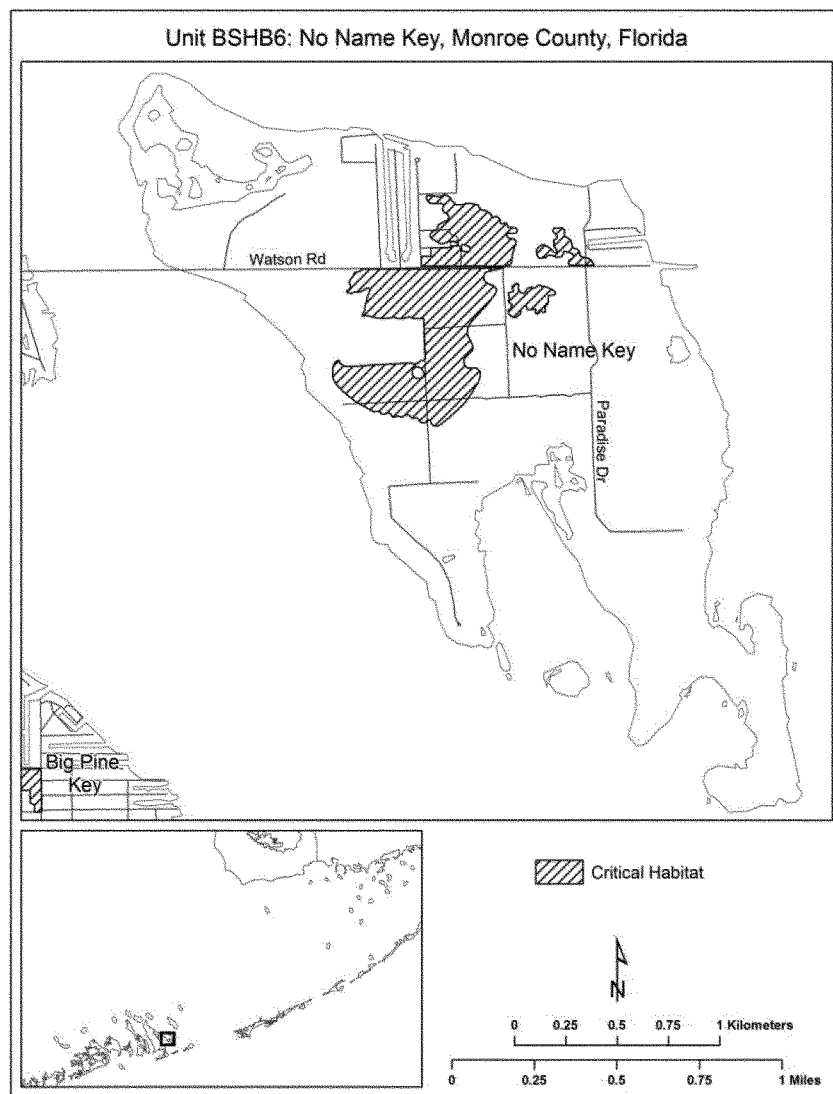 Unit BSHB6: No Name Key, Monroe County, Florida
Watson Rd
No Name Key
Paradise Dr
Big Pine
Key
Critical Habitat
N
0 0.25 0.5 0.75 1 Kilometers
0 0.25 0.5 0.75 1 Miles